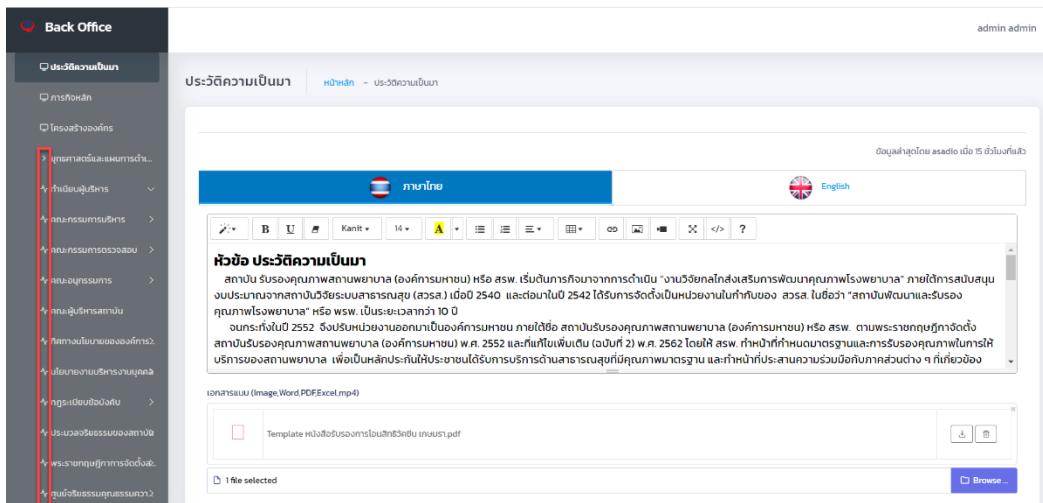 Back Office
admin admin
ประวัติความเป็นมา
ภารกิจหลัก
โครงสร้างองค์กร
ยุทธศาสตร์และแผนการดำเ...
ทำเนียบผู้บริหาร
คณะกรรมการบริหาร
คณะกรรมการตรวจสอบ
คณะอนุกรรมการ
คณะผู้บริหารสถาบัน
ทิศทางนโยบายขององค์การ
นโยบายงานบริหารงานบุคคล
กฎระเบียบข้อบังคับ
ประมวลจริยธรรมของสถาบัน
พระราชกฤษฎีกาการจัดตั้งส..
ศูนย์จริยธรรมคุณธรรมความ
ประวัติความเป็นมา
หน้าหลัก – ประวัติความเป็นมา
ข้อมูลล่าสุดโดย asadio เมื่อ 15 ชั่วโมงที่แล้ว
ภาษาไทย
English
B U Kanit 14 A </> ?
หัวข้อ ประวัติความเป็นมา
สถาบัน รับรองคุณภาพสถานพยาบาล (องค์การมหาชน) หรือ สรพ. เริ่มต้นภารกิจมาจากการดำเนิน “งานวิจัยกลไกส่งเสริมการพัฒนาคุณภาพโรงพยาบาล” ภายใต้การสนับสนุน
งบประมาณจากสถาบันวิจัยระบบสาธารณสุข (สวรส.) เมื่อปี 2540 และต่อมาในปี 2542 ได้รับการจัดตั้งเป็นหน่วยงานในกำกับของ สวรส. ในชื่อว่า “สถาบันพัฒนาและรับรอง
คุณภาพโรงพยาบาล” หรือ พรพ. เป็นระยะเวลากว่า 10 ปี
จนกระทั่งในปี 2552 จึงปรับหน่วยงานออกมาเป็นองค์การมหาชน ภายใต้ชื่อ สถาบันรับรองคุณภาพสถานพยาบาล (องค์การมหาชน) หรือ สรพ. ตามพระราชกฤษฎีกาจัดตั้ง
สถาบันรับรองคุณภาพสถานพยาบาล (องค์การมหาชน) พ.ศ. 2552 และที่แก้ไขเพิ่มเติม (ฉบับที่ 2) พ.ศ. 2562 โดยให้ สรพ. ทำหน้าที่กำหนดมาตรฐานและการรับรองคุณภาพในการให้
บริการของสถานพยาบาล เพื่อเป็นหลักประกันให้ประชาชนได้รับการบริการด้านสาธารณสุขที่มีคุณภาพมาตรฐาน และทำหน้าที่ประสานความร่วมมือกับภาคส่วนต่าง ๆ ที่เกี่ยวข้อง
เอกสารแนบ (Image,Word,PDF,Excel,mp4)
Template หนังสือรับรองการโอนสิทธิวัคซีน เกษมรา.pdf
1 file selected
Browse ...